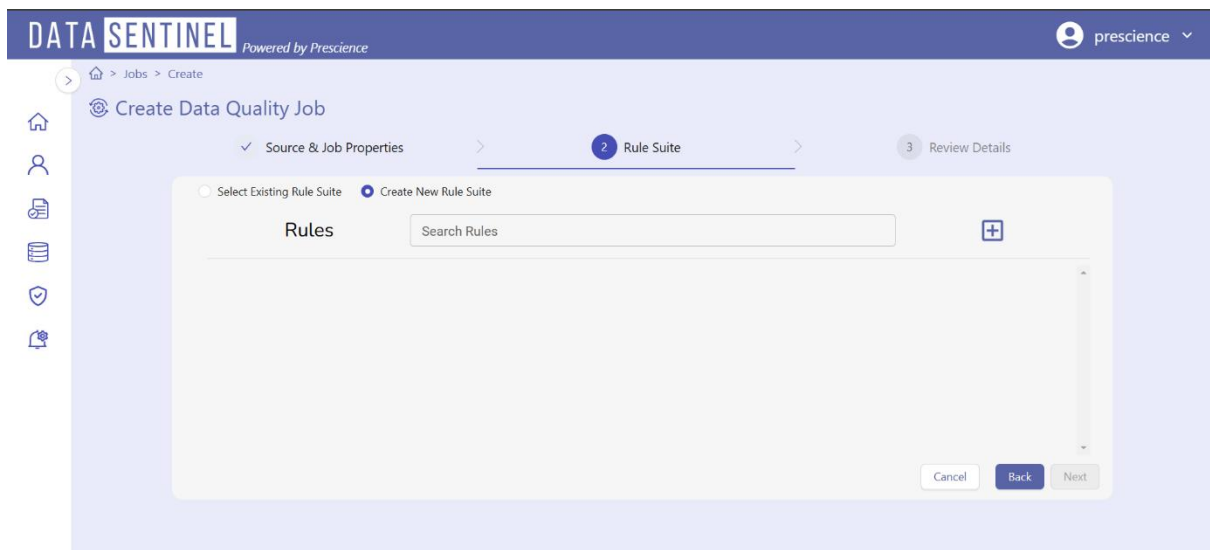 DATA SENTINEL Powered by Prescience
prescience
> Jobs > Create
Create Data Quality Job
Source & Job Properties
2 Rule Suite
3 Review Details
Select Existing Rule Suite
Create New Rule Suite
Rules
Search Rules
Cancel
Back
Next